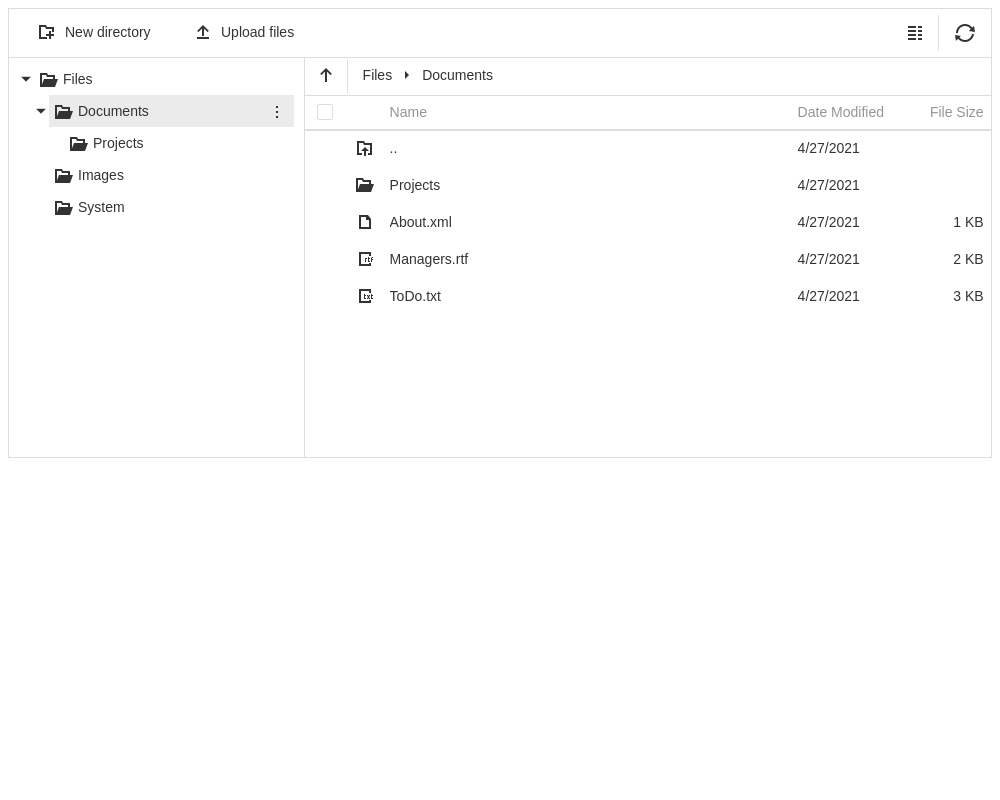 New directory Upload files
Files
Documents
Projects
Images
System
Files Documents
Name Date Modified File Size
.. 4/27/2021
Projects 4/27/2021
About.xml 4/27/2021 1 KB
Managers.rtf 4/27/2021 2 KB
ToDo.txt 4/27/2021 3 KB